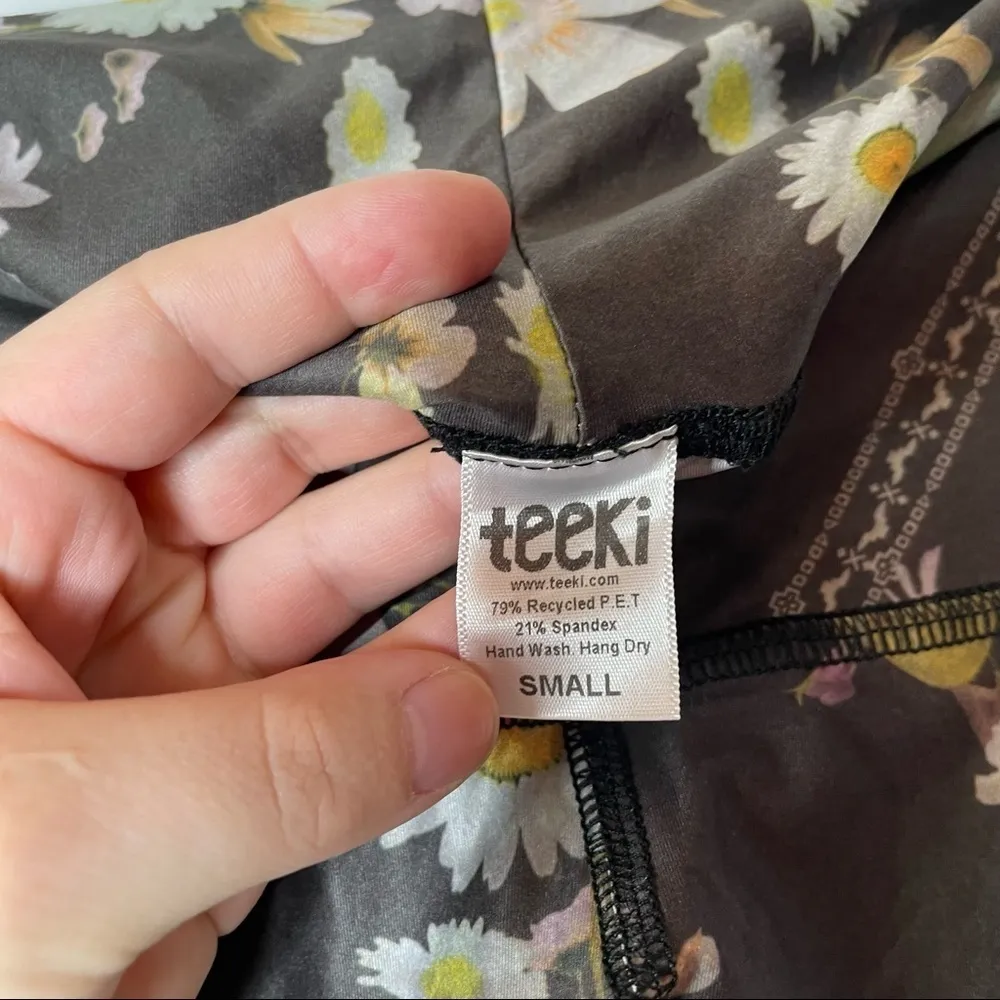 teeki
www.teeki.com
79% Recycled P.E.T
21% Spandex
Hand Wash. Hang Dry
SMALL